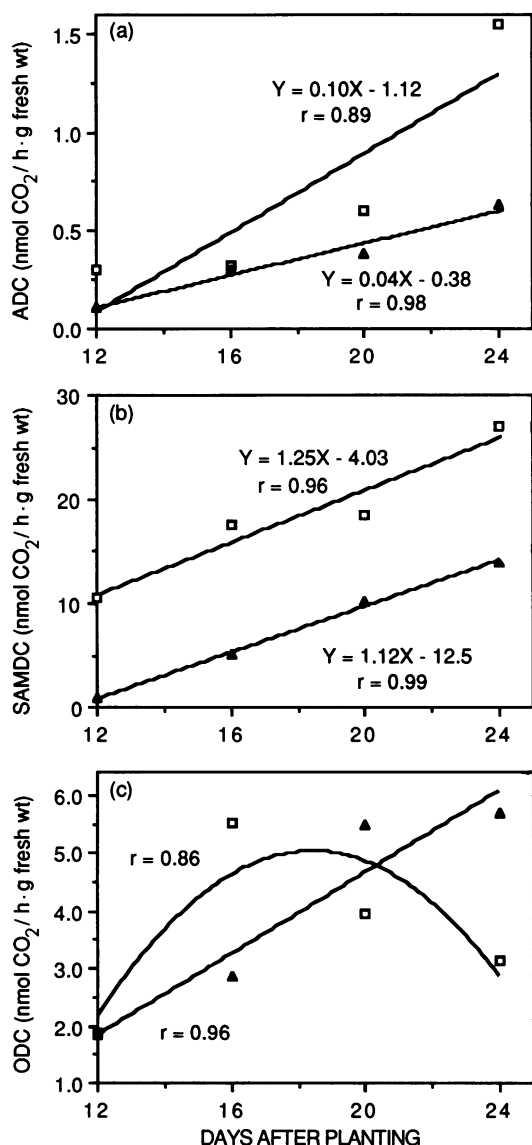 (a)
ADC (nmol CO2/ h· g fresh wt)
1.5
1.0
0.5
0.0
Y = 0.10X - 1.12
r = 0.89
Y = 0.04X - 0.38
r = 0.98
12 16 20 24
(b)
SAMDC (nmol CO2/ h· g fresh wt)
30
20
10
0
Y = 1.25X - 4.03
r = 0.96
Y = 1.12X - 12.5
r = 0.99
12 16 20 24
(c)
ODC (nmol CO2/ h· g fresh wt)
6.0
5.0
4.0
3.0
2.0
1.0
r = 0.86
r = 0.96
12 16 20 24
DAYS AFTER PLANTING